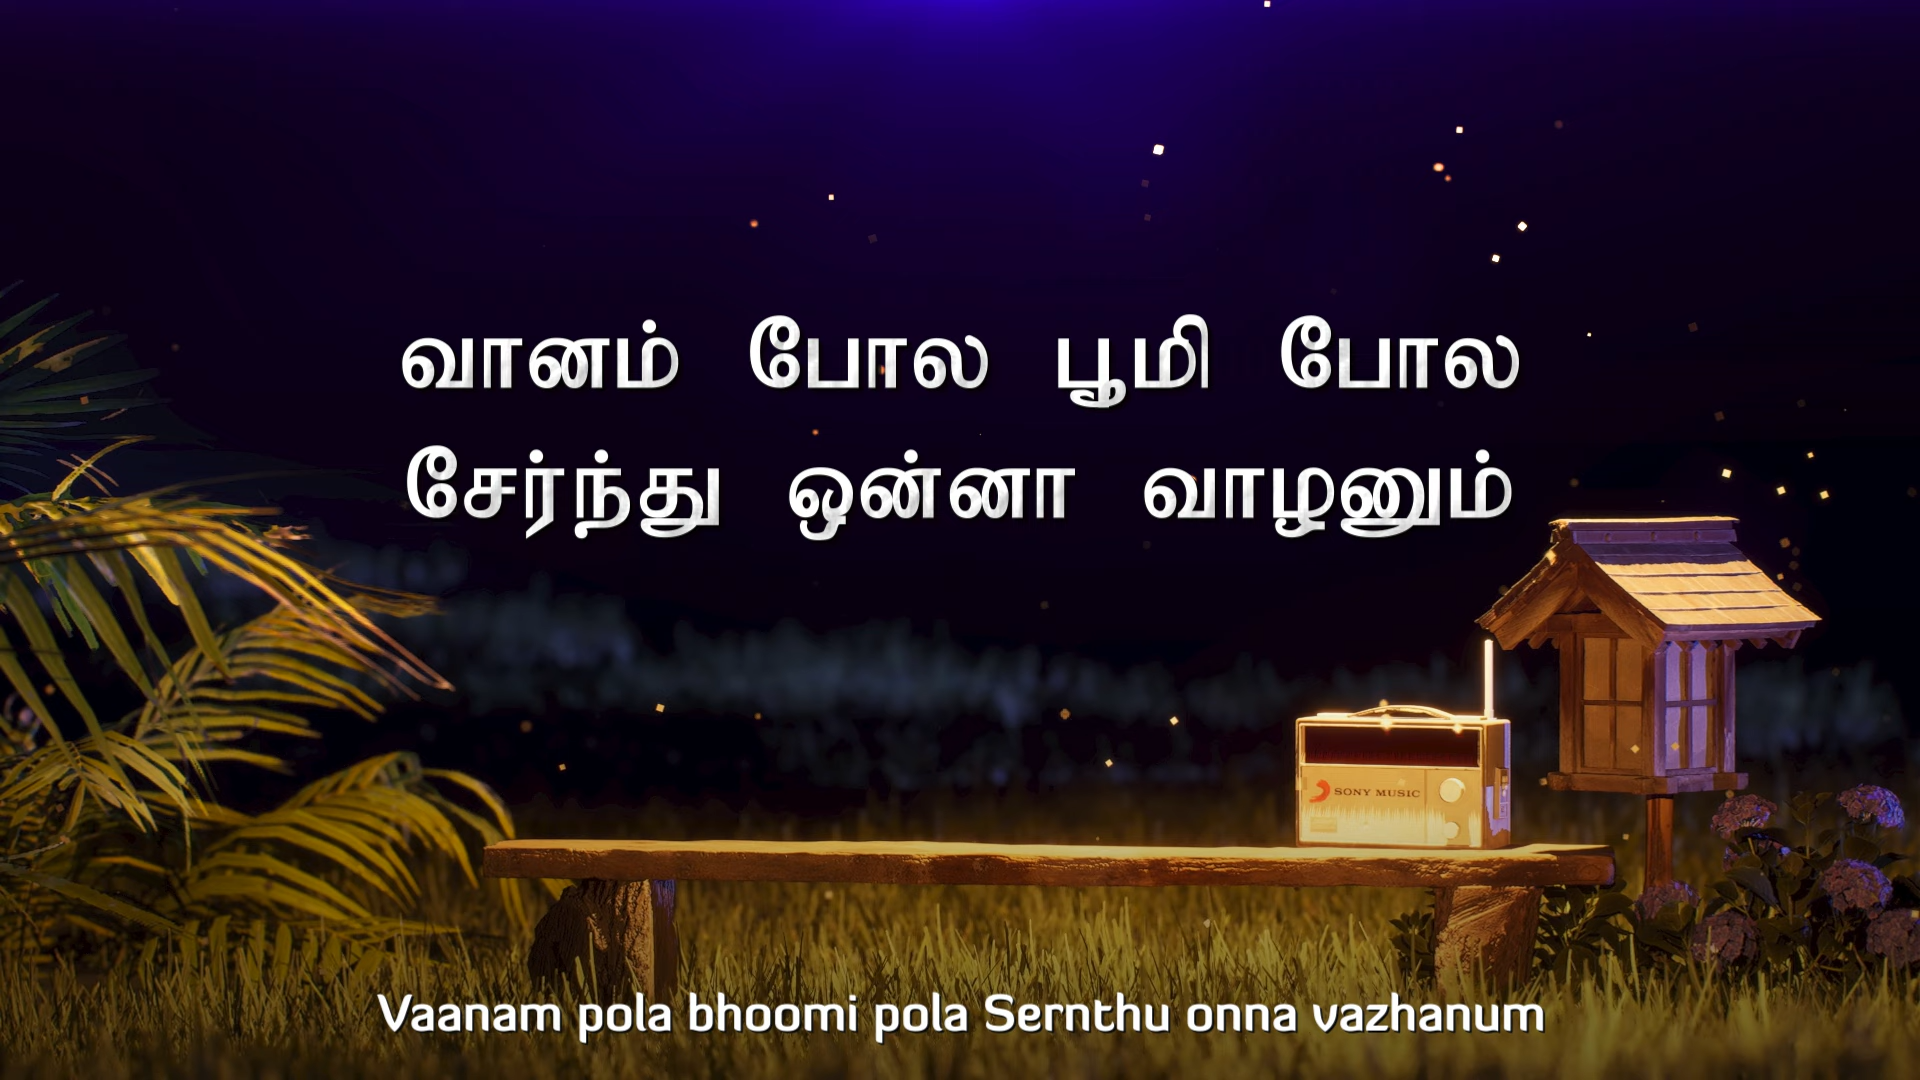 வானம் போல பூமி போல
சேர்ந்து ஒன்னா வாழனும்
SONY MUSIC
Vaanam pola bhoomi pola Sernthu onna vazhanum